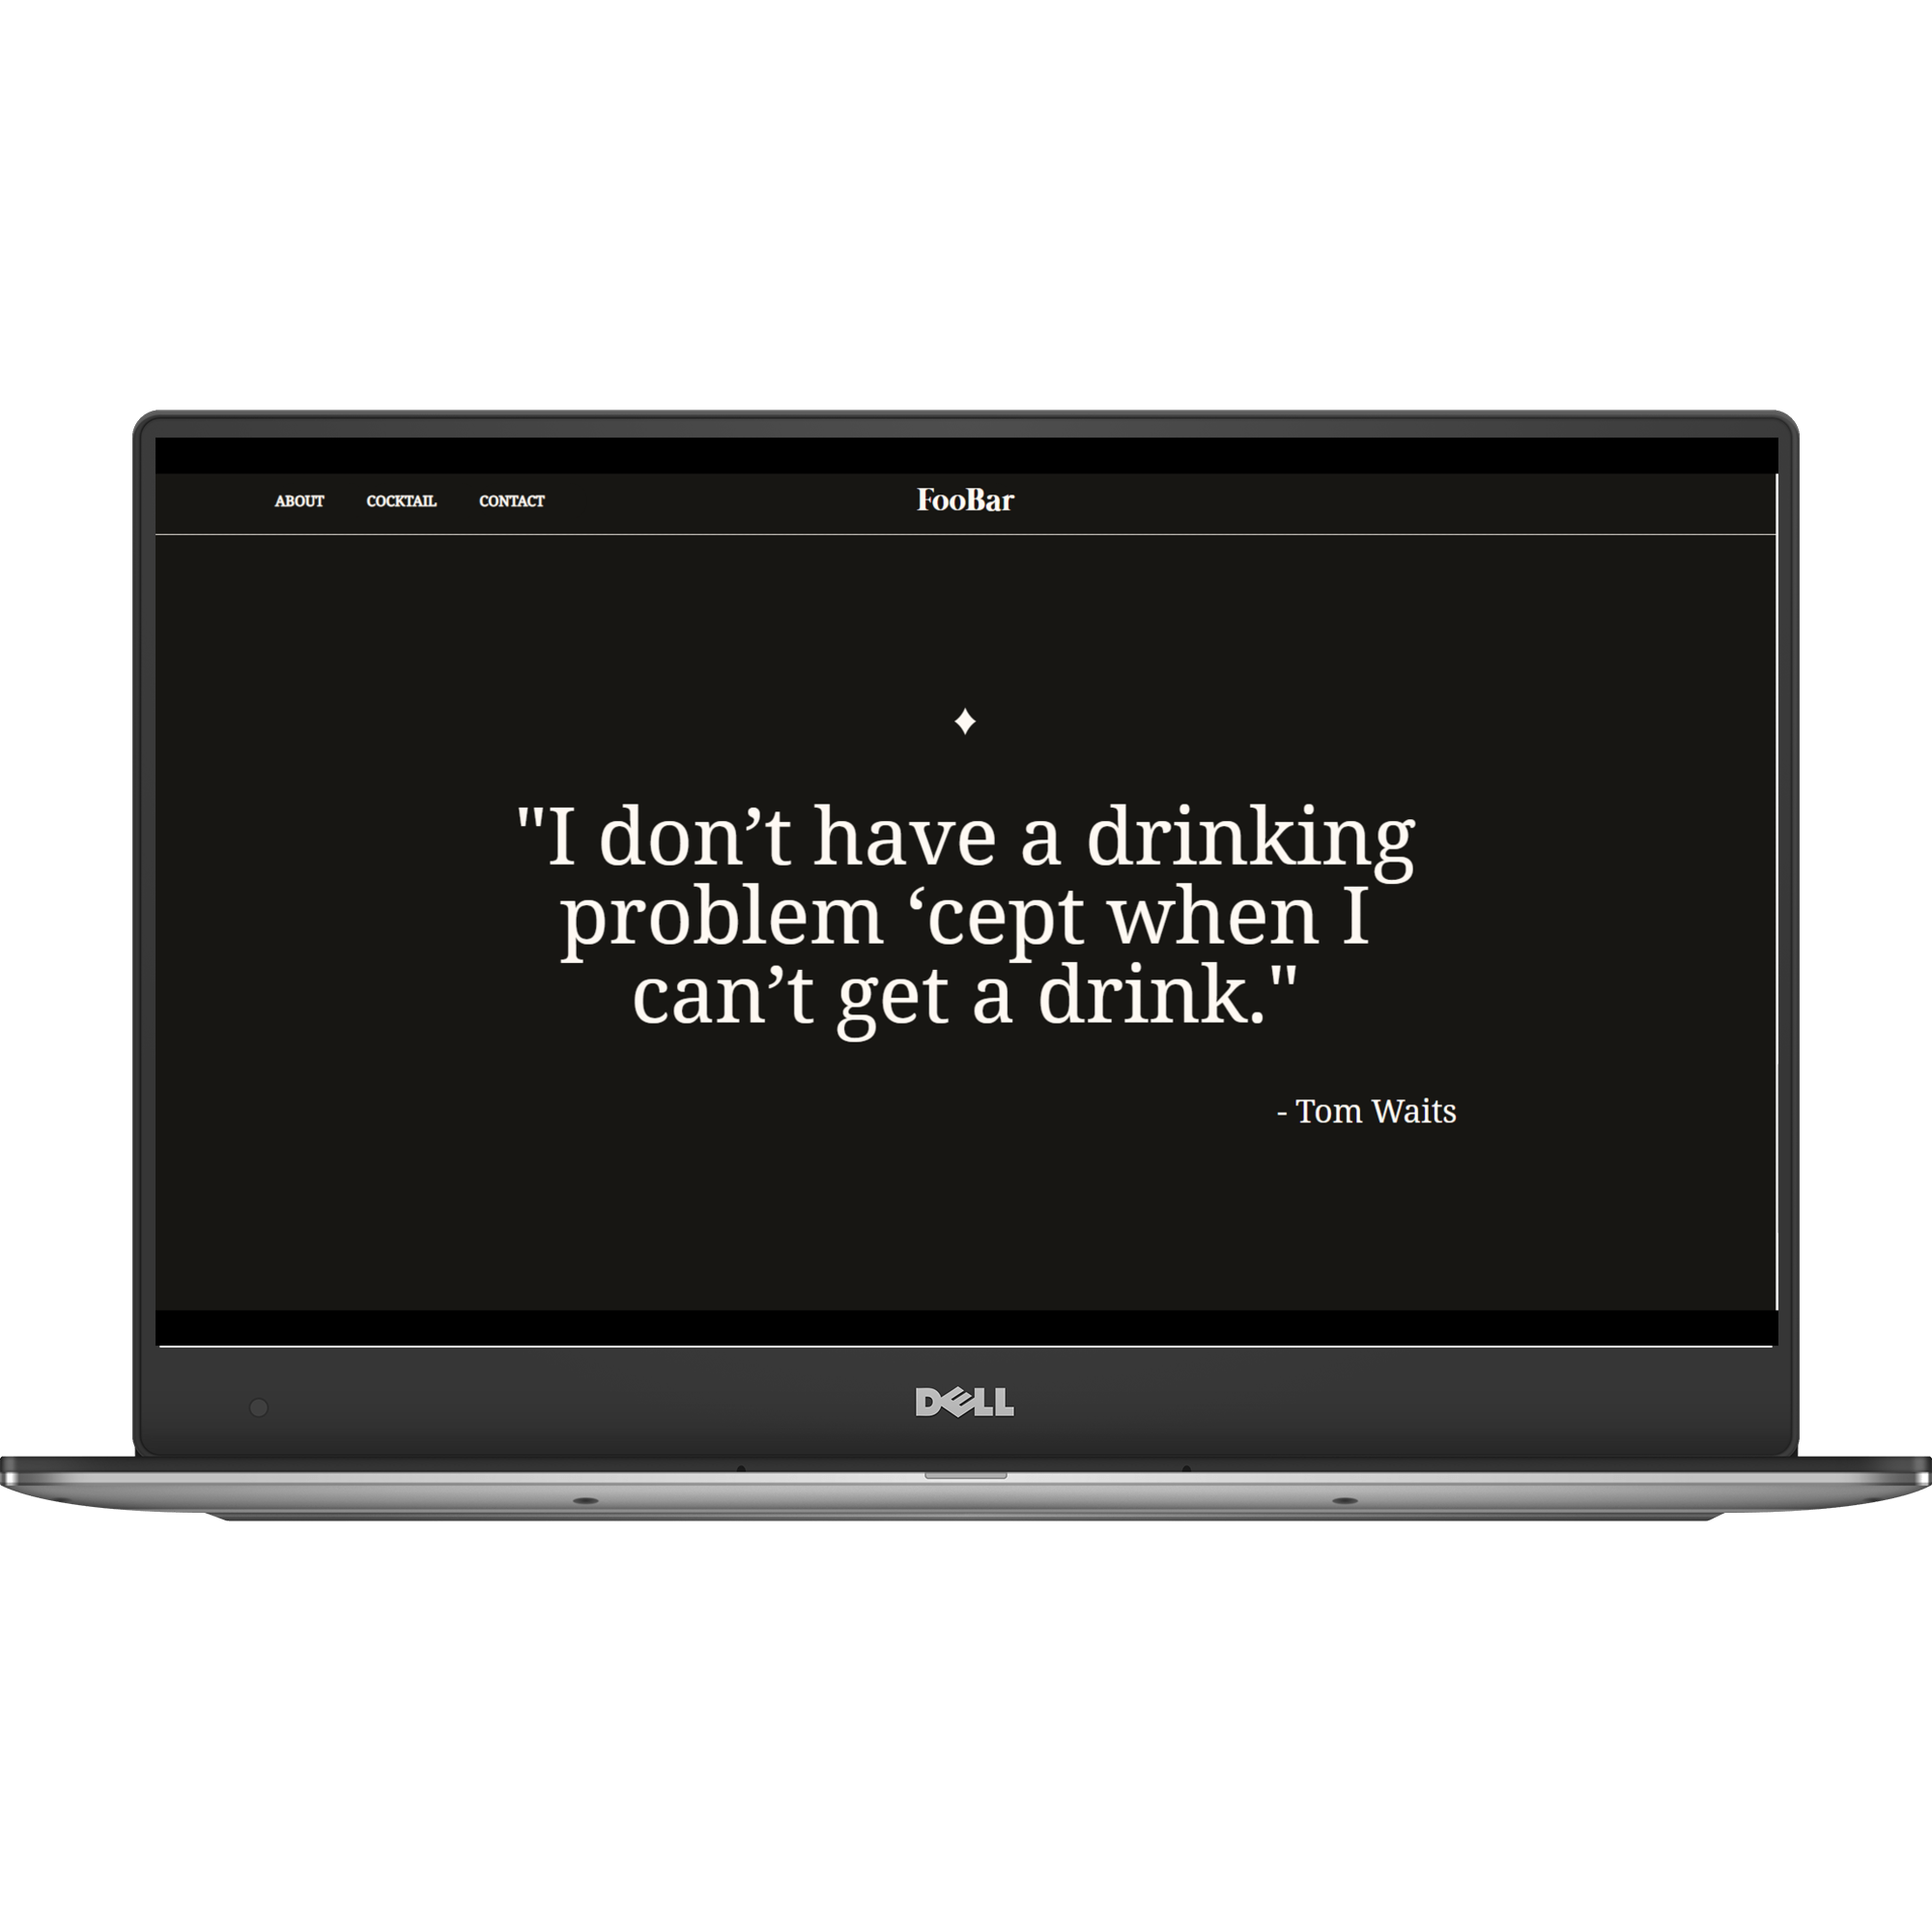 ABOUT COCKTAIL CONTACT FooBar
"I don’t have a drinking
problem ‘cept when I
can’t get a drink."
- Tom Waits
DELL